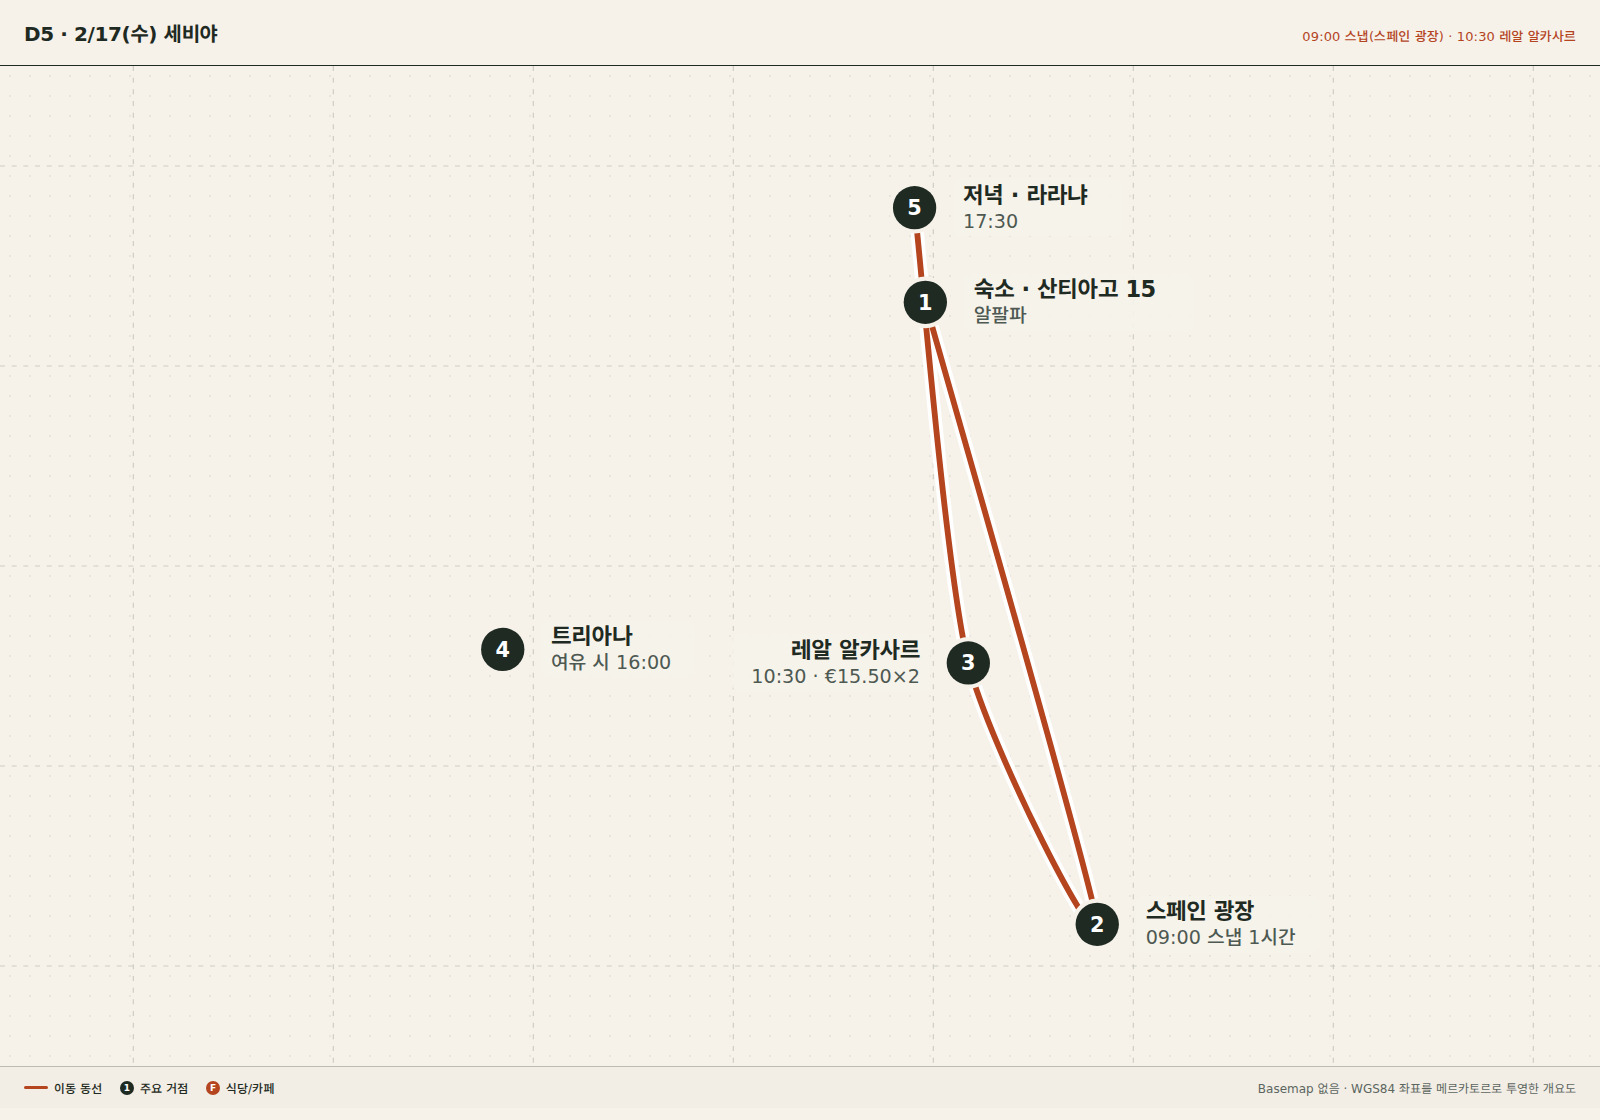 D5 · 2/17(수) 세비야
09:00 스냅(스페인 광장) · 10:30 레알 알카사르
5
저녁 · 라라냐
17:30
1
숙소 · 산티아고 15
알팔파
4
트리아나
여유 시 16:00
레알 알카사르
10:30 · €15.50×2
3
2
스페인 광장
09:00 스냅 1시간
이동 동선
1 주요 거점
F 식당/카페
Basemap 없음 · WGS84 좌표를 메르카토르로 투영한 개요도